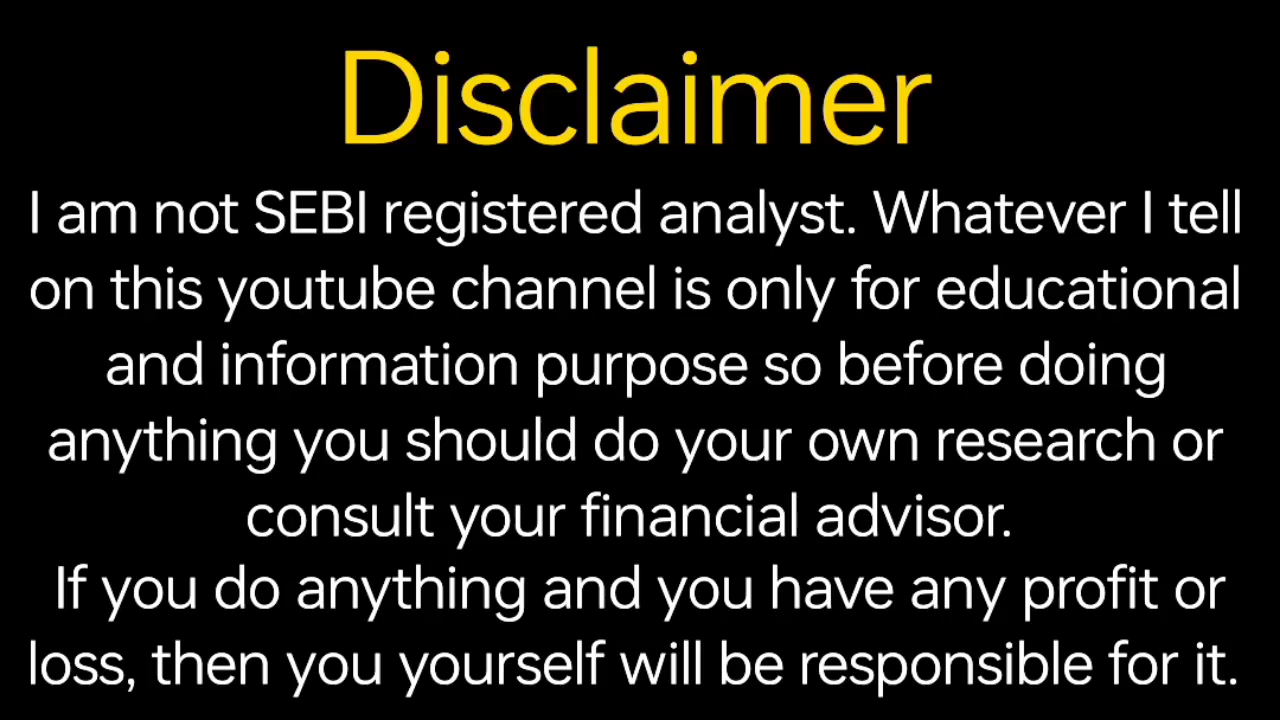 Disclaimer
I am not SEBI registered analyst. Whatever I tell
on this youtube channel is only for educational
and information purpose so before doing
anything you should do your own research or
consult your financial advisor.
If you do anything and you have any profit or
loss, then you yourself will be responsible for it.